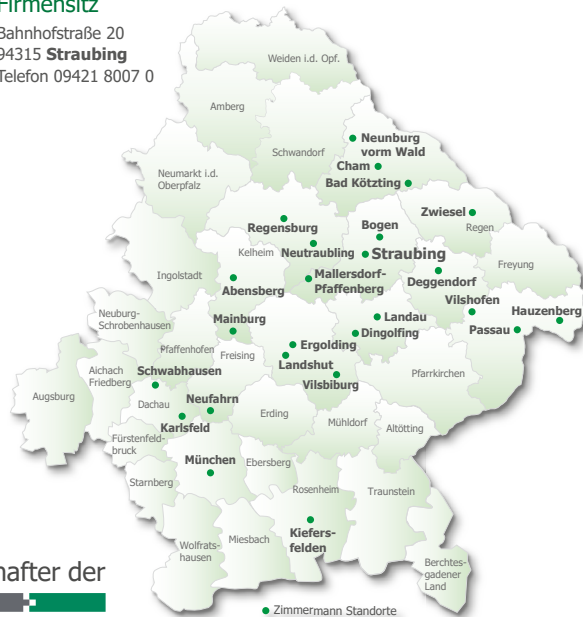 Firmensitz
Bahnhofstraße 20
94315 Straubing
Telefon 09421 8007 0
Weiden i.d. Opf.
Amberg
Schwandorf
Neunburg
vorm Wald
Cham
Bad Kötzting
Neumarkt i.d.
Oberpfalz
Zwiesel
Regen
Regensburg
Bogen
Neutraubling
Straubing
Kelheim
Freyung
Ingolstadt
Abensberg
Mallersdorf-
Pfaffenberg
Deggendorf
Vilshofen
Hauzenberg
Passau
Neuburg-
Schrobenhausen
Mainburg
Landau
Dingolfing
Pfaffenhofen
Freising
Ergolding
Landshut
Vilsbiburg
Pfarrkirchen
Aichach
Friedberg
Schwabhausen
Augsburg
Dachau
Neufahrn
Karlsfeld
Erding
Mühldorf
Altötting
Fürstenfeld-
bruck
München
Ebersberg
Starnberg
Rosenheim
Traunstein
Wolfrats-
hausen
Miesbach
Kiefers-
felden
Berchtes-
gadener
Land
hafter der
Zimmermann Standorte